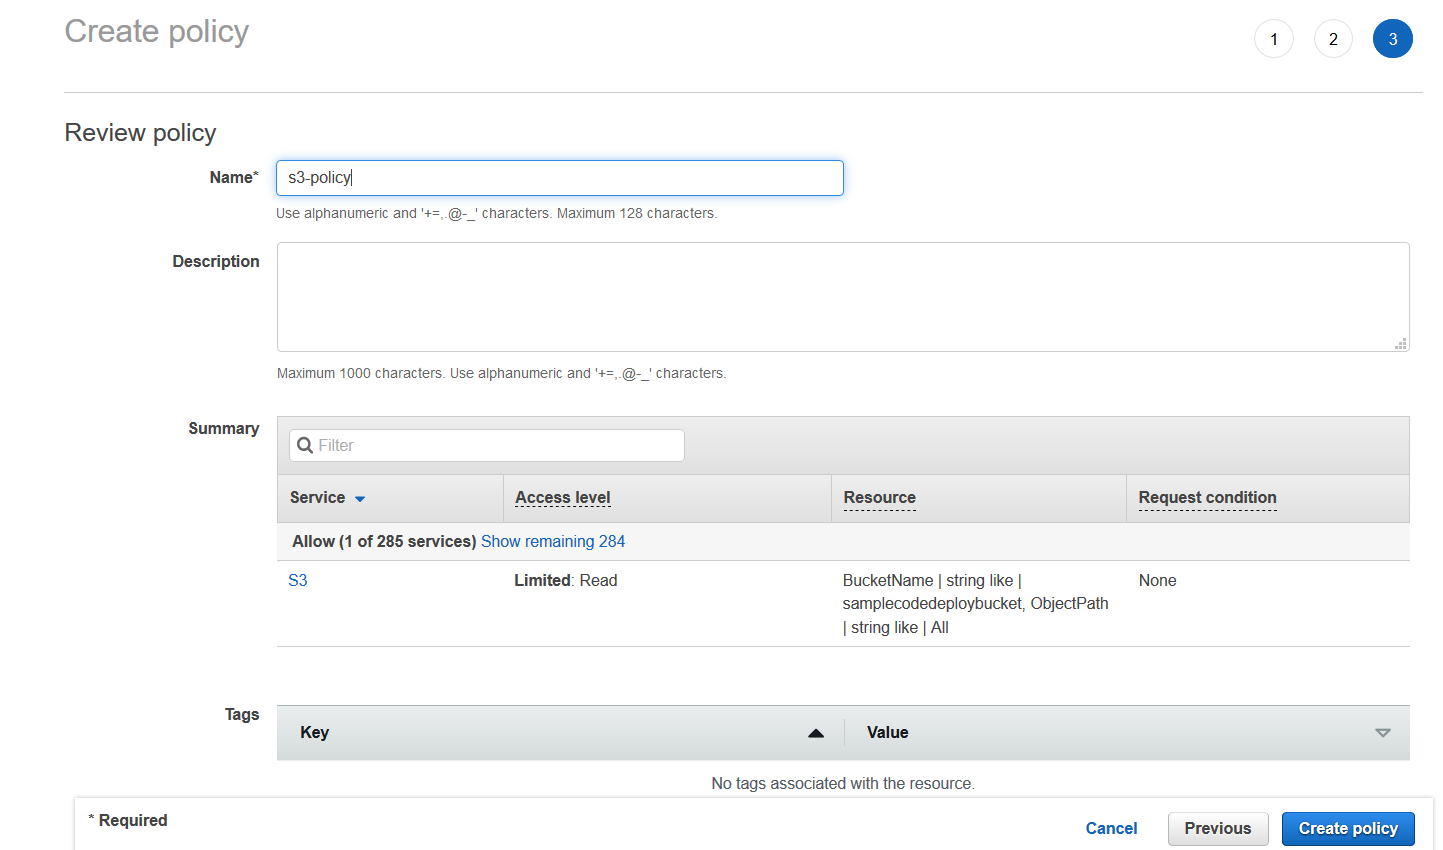 Create policy
1 2 3
Review policy
Name*
s3-policy
Use alphanumeric and '+=,.@-_' characters. Maximum 128 characters.
Description
Maximum 1000 characters. Use alphanumeric and '+=,.@-_' characters.
Summary
Filter
Service Access level Resource Request condition
Allow (1 of 285 services) Show remaining 284
S3 Limited: Read BucketName | string like | None
samplecodedeploybucket, ObjectPath
| string like | All
Tags
Key Value
No tags associated with the resource.
* Required
Cancel Previous Create policy